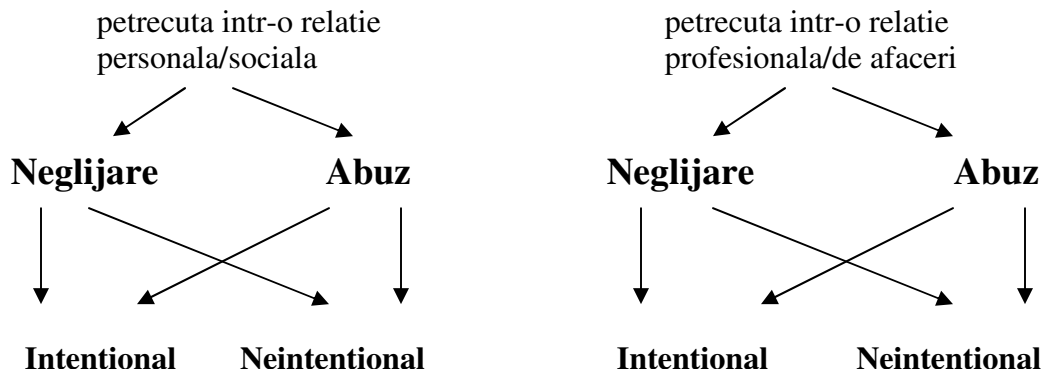 petrecuta intr-o relatie
personala/sociala
petrecuta intr-o relatie
profesionala/de afaceri
Neglijare Abuz
Neglijare Abuz
Intentional Neintentional
Intentional Neintentional